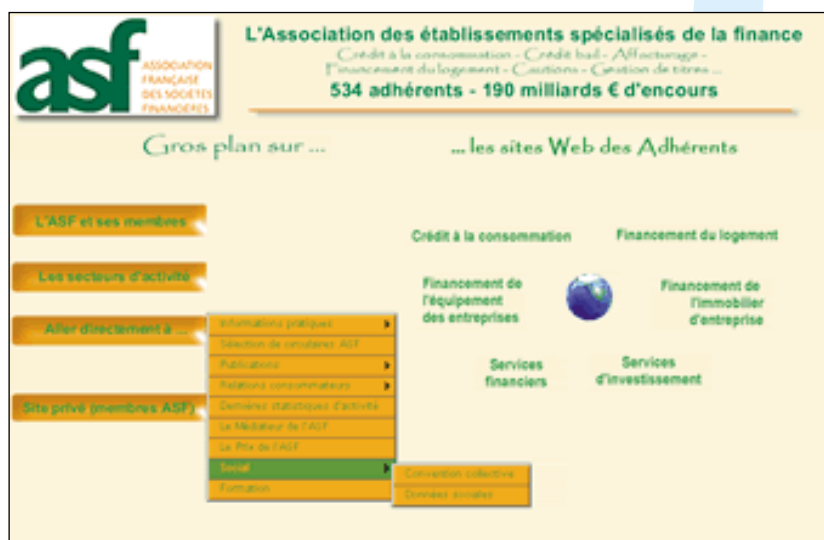 asf
ASSOCIATION
FRANÇAISE
DES SOCIÉTÉS
FINANCIÈRES
L'Association des établissements spécialisés de la finance
Crédit à la consommation - Crédit bail - Affacturage -
Financement du logement - Cautions - Gestion de titres ...
534 adhérents - 190 milliards € d'encours
Gros plan sur ...
... les sites Web des Adhérents
L'ASF et ses membres
Les secteurs d'activité
Aller directement à ...
Site privé (membres ASF)
Informations pratiques
Sélection de circulaires ASF
Publications
Relations consommateurs
Dernières statistiques d'activité
Le Médiateur de l'ASF
Le Prix de l'ASF
Social
Formation
Convention collective
Données sociales
Crédit à la consommation
Financement du logement
Financement de
l'équipement
des entreprises
Financement de
l'immobilier
d'entreprise
Services
financiers
Services
d'investissement